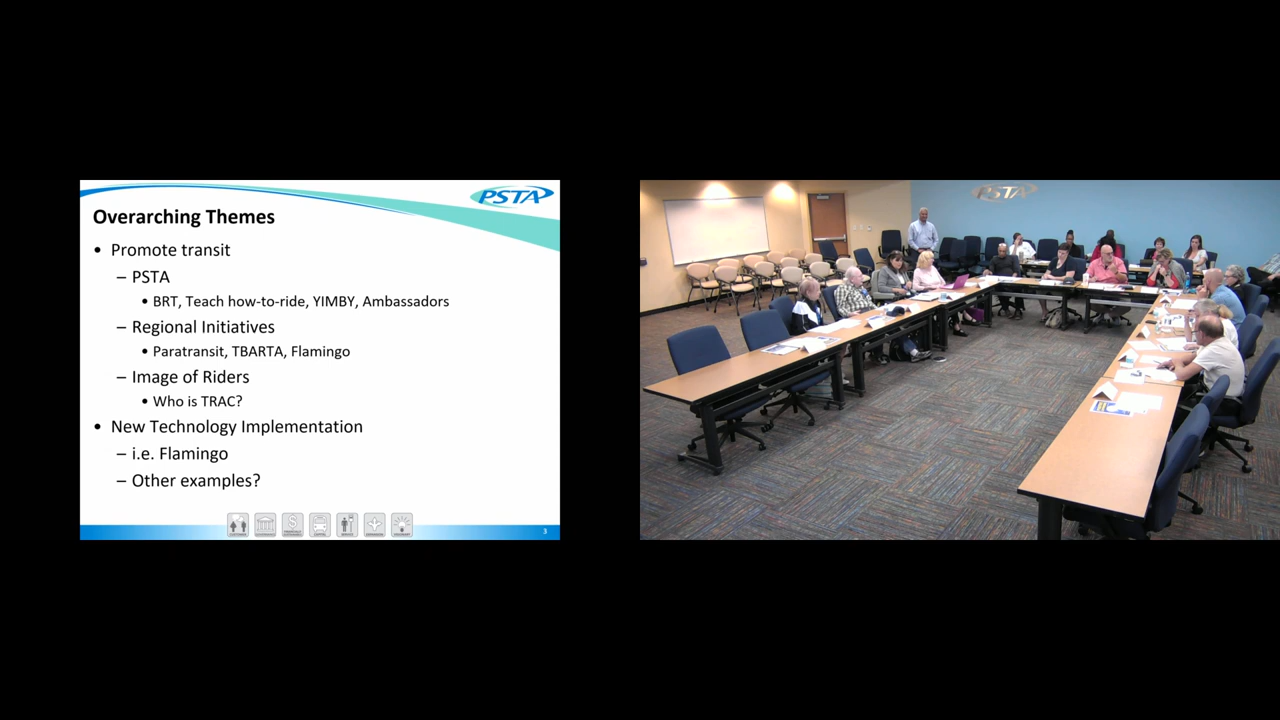 PSTA
Overarching Themes
• Promote transit
– PSTA
• BRT, Teach how-to-ride, YIMBY, Ambassadors
– Regional Initiatives
• Paratransit, TBARTA, Flamingo
– Image of Riders
• Who is TRAC?
• New Technology Implementation
– i.e. Flamingo
– Other examples?
3
PSTA